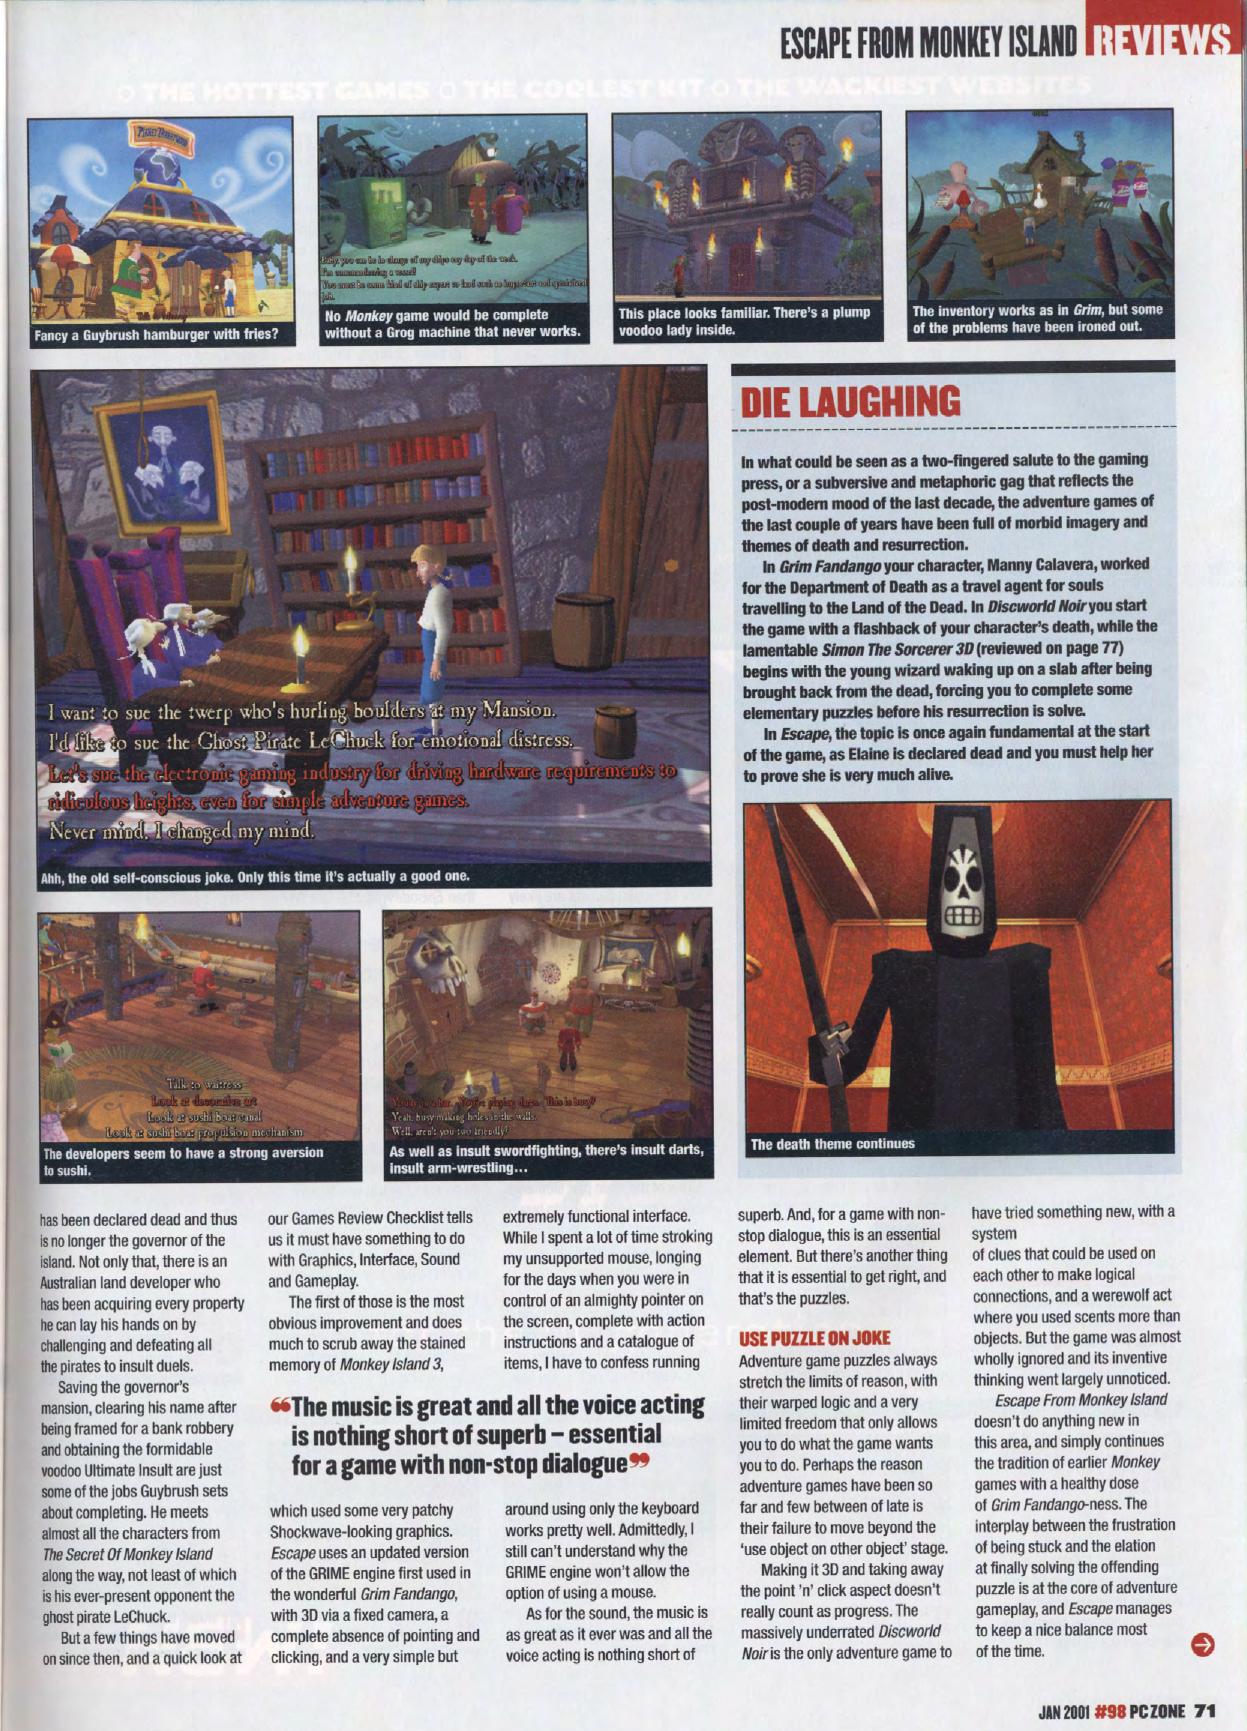 ESCAPE FROM MONKEY ISLAND REVIEWS
THE HOTTEST GAMES THE COOLEST KIT THE WACKIEST WEBSITES
Fancy a Guybrush hamburger with fries?
I'm commandeering a vessel!
No Monkey game would be complete
without a Grog machine that never works.
This place looks familiar. There's a plump
voodoo lady inside.
The inventory works as in Grim, but some
of the problems have been ironed out.
I want to sue the twerp who's hurling boulders at my Mansion.
I'd like to sue the Ghost Pirate LeChuck for emotional distress.
Let's sue the electronic gaming industry for driving hardware requirements to
ridiculous heights, even for simple adventure games.
Never mind. I changed my mind.
Ahh, the old self-conscious joke. Only this time it's actually a good one.
Talk to waitress
Look at decorative art
Look at sushi boat canal
Look at sushi boat propulsion mechanism
The developers seem to have a strong aversion
to sushi.
Yeah, busy making holes in the walls.
Well, aren't you two friendly?
As well as insult swordfighting, there's insult darts,
insult arm-wrestling...
DIE LAUGHING
In what could be seen as a two-fingered salute to the gaming
press, or a subversive and metaphoric gag that reflects the
post-modern mood of the last decade, the adventure games of
the last couple of years have been full of morbid imagery and
themes of death and resurrection.
In Grim Fandango your character, Manny Calavera, worked
for the Department of Death as a travel agent for souls
travelling to the Land of the Dead. In Discworld Noir you start
the game with a flashback of your character's death, while the
lamentable Simon The Sorcerer 3D (reviewed on page 77)
begins with the young wizard waking up on a slab after being
brought back from the dead, forcing you to complete some
elementary puzzles before his resurrection is solve.
In Escape, the topic is once again fundamental at the start
of the game, as Elaine is declared dead and you must help her
to prove she is very much alive.
The death theme continues
has been declared dead and thus
is no longer the governor of the
island. Not only that, there is an
Australian land developer who
has been acquiring every property
he can lay his hands on by
challenging and defeating all
the pirates to insult duels.
Saving the governor's
mansion, clearing his name after
being framed for a bank robbery
and obtaining the formidable
voodoo Ultimate Insult are just
some of the jobs Guybrush sets
about completing. He meets
almost all the characters from
The Secret Of Monkey Island
along the way, not least of which
is his ever-present opponent the
ghost pirate LeChuck.
But a few things have moved
on since then, and a quick look at
our Games Review Checklist tells
us it must have something to do
with Graphics, Interface, Sound
and Gameplay.
The first of those is the most
obvious improvement and does
much to scrub away the stained
memory of Monkey Island 3,
which used some very patchy
Shockwave-looking graphics.
Escape uses an updated version
of the GRIME engine first used in
the wonderful Grim Fandango,
with 3D via a fixed camera, a
complete absence of pointing and
clicking, and a very simple but
extremely functional interface.
While I spent a lot of time stroking
my unsupported mouse, longing
for the days when you were in
control of an almighty pointer on
the screen, complete with action
instructions and a catalogue of
items, I have to confess running
around using only the keyboard
works pretty well. Admittedly, I
still can't understand why the
GRIME engine won't allow the
option of using a mouse.
As for the sound, the music is
as great as it ever was and all the
voice acting is nothing short of
“The music is great and all the voice acting
is nothing short of superb – essential
for a game with non-stop dialogue”
superb. And, for a game with non-
stop dialogue, this is an essential
element. But there's another thing
that it is essential to get right, and
that's the puzzles.
USE PUZZLE ON JOKE
Adventure game puzzles always
stretch the limits of reason, with
their warped logic and a very
limited freedom that only allows
you to do what the game wants
you to do. Perhaps the reason
adventure games have been so
far and few between of late is
their failure to move beyond the
'use object on other object' stage.
Making it 3D and taking away
the point 'n' click aspect doesn't
really count as progress. The
massively underrated Discworld
Noir is the only adventure game to
have tried something new, with a
system
of clues that could be used on
each other to make logical
connections, and a werewolf act
where you used scents more than
objects. But the game was almost
wholly ignored and its inventive
thinking went largely unnoticed.
Escape From Monkey Island
doesn't do anything new in
this area, and simply continues
the tradition of earlier Monkey
games with a healthy dose
of Grim Fandango-ness. The
interplay between the frustration
of being stuck and the elation
at finally solving the offending
puzzle is at the core of adventure
gameplay, and Escape manages
to keep a nice balance most
of the time.
JAN 2001 #98 PC ZONE 71